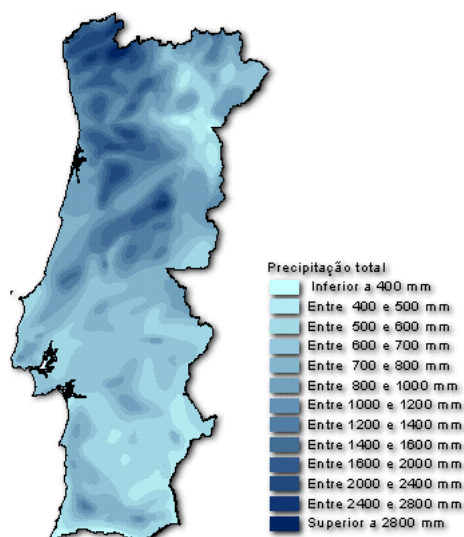 Precipitação total
Inferior a 400 mm
Entre 400 e 500 mm
Entre 500 e 600 mm
Entre 600 e 700 mm
Entre 700 e 800 mm
Entre 800 e 1000 mm
Entre 1000 e 1200 mm
Entre 1200 e 1400 mm
Entre 1400 e 1600 mm
Entre 1600 e 2000 mm
Entre 2000 e 2400 mm
Entre 2400 e 2800 mm
Superior a 2800 mm